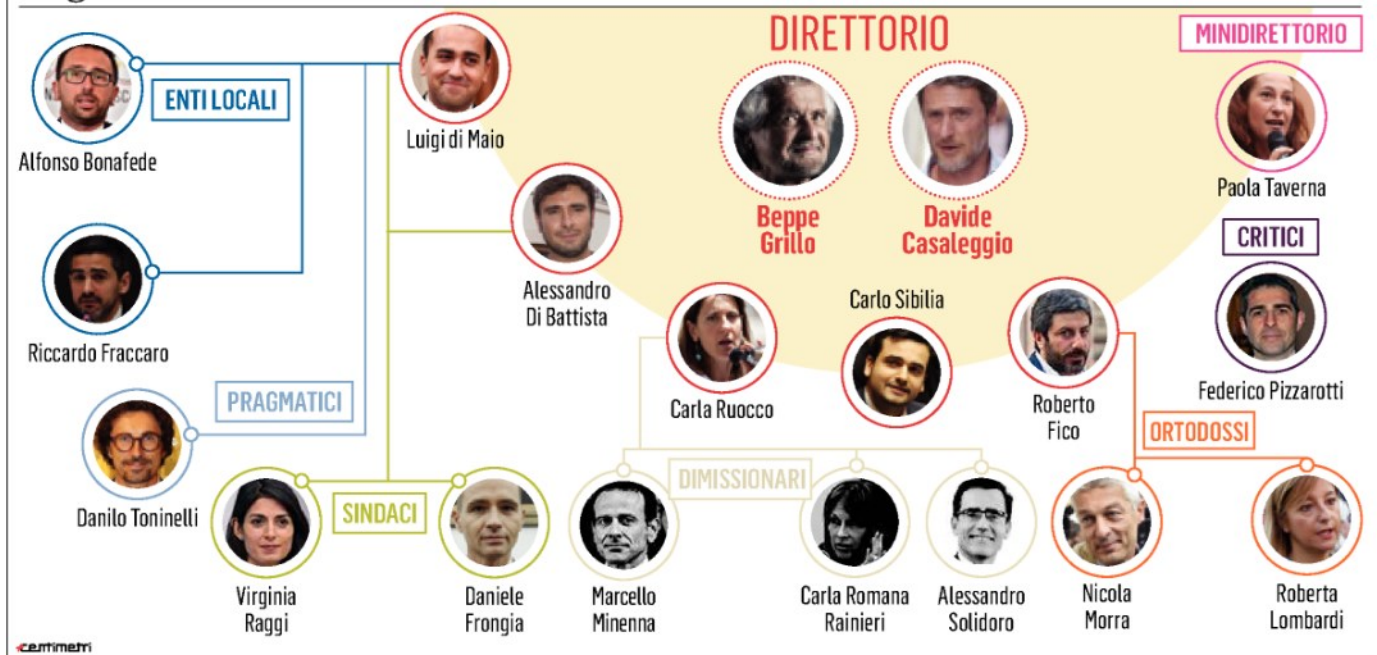 DIRETTORIO
MINIDIRETTORIO
ENTI LOCALI
Luigi di Maio
Alfonso Bonafede
Paola Taverna
Beppe
Grillo
Davide
Casaleggio
CRITICI
Alessandro
Di Battista
Carlo Sibilia
Riccardo Fraccaro
Carla Ruocco
Roberto
Fico
Federico Pizzarotti
PRAGMATICI
ORTODOSSI
DIMISSIONARI
Danilo Toninelli
SINDACI
Virginia
Raggi
Daniele
Frongia
Marcello
Minenna
Carla Romana
Rainieri
Alessandro
Solidoro
Nicola
Morra
Roberta
Lombardi
centimetri